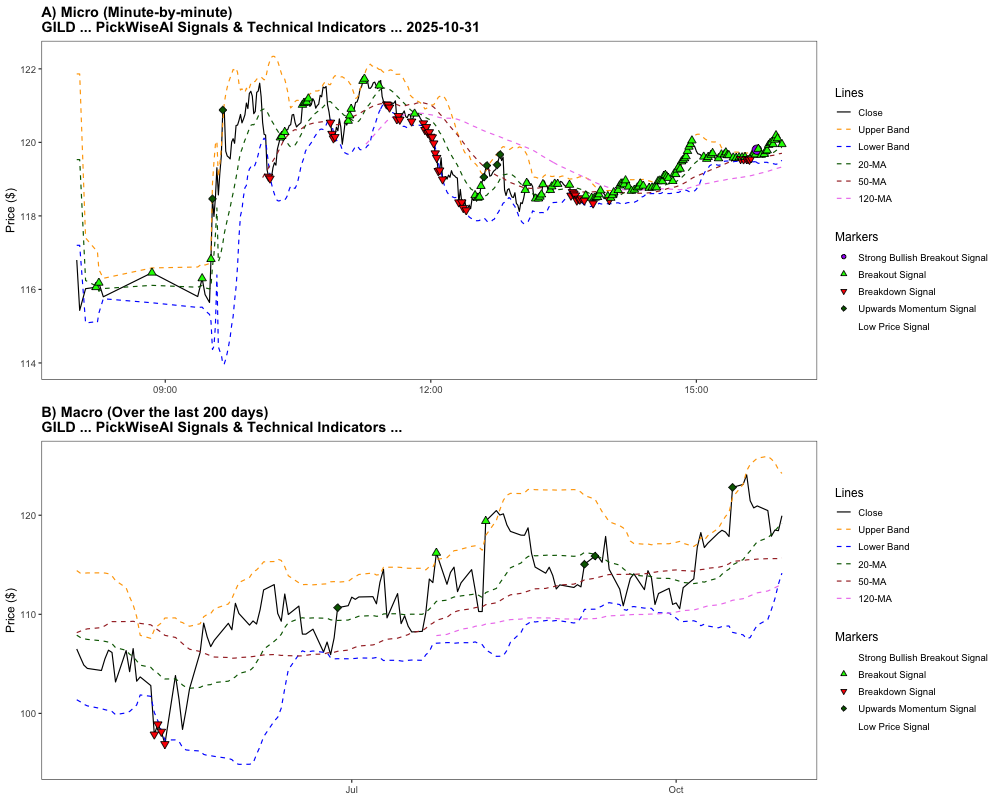 A) Micro (Minute-by-minute)
GILD ... PickWiseAI Signals & Technical Indicators ... 2025-10-31
Price ($)
122
120
118
116
114
09:00
12:00
15:00
Lines
Close
Upper Band
Lower Band
20-MA
50-MA
120-MA
Markers
Strong Bullish Breakout Signal
Breakout Signal
Breakdown Signal
Upwards Momentum Signal
Low Price Signal
B) Macro (Over the last 200 days)
GILD ... PickWiseAI Signals & Technical Indicators ...
Price ($)
120
110
100
Jul
Oct
Lines
Close
Upper Band
Lower Band
20-MA
50-MA
120-MA
Markers
Strong Bullish Breakout Signal
Breakout Signal
Breakdown Signal
Upwards Momentum Signal
Low Price Signal